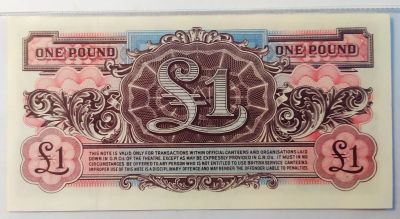 ONE POUND ONE POUND
£1
£1 £1
THIS NOTE IS VALID ONLY FOR TRANSACTIONS WITHIN OFFICIAL CANTEENS AND ORGANISATIONS LAID
DOWN IN G.R.Os. OF THE THEATRE. EXCEPT AS MAY BE EXPRESSLY PROVIDED IN G.R.Os. IT MUST IN NO
CIRCUMSTANCES BE OFFERED TO ANY PERSON WHO IS NOT ENTITLED TO USE BRITISH SERVICE CANTEENS.
IMPROPER USE OF THIS NOTE IS A DISCIPLINARY OFFENCE AND MAY RENDER THE OFFENDER LIABLE TO PENALTIES.